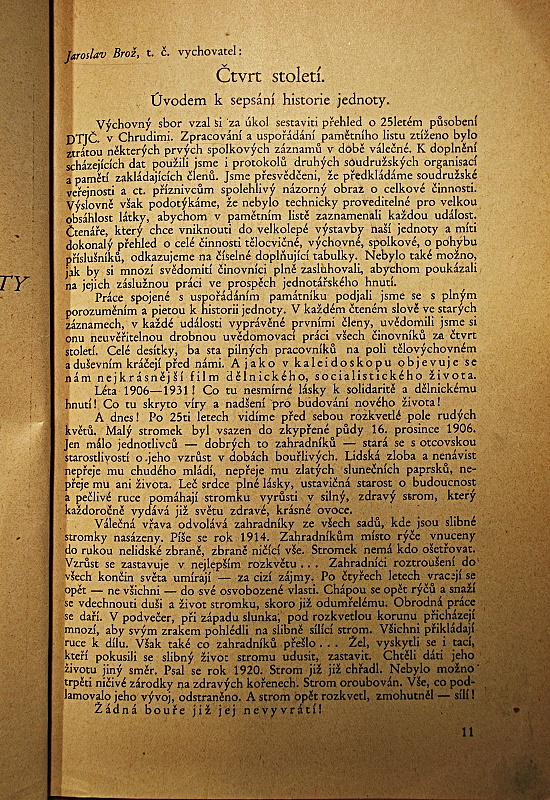 TY
Jaroslav Brož, t. č. vychovatel:
Čtvrt století.
Úvodem k sepsání historie jednoty.
Výchovný sbor vzal si za úkol sestaviti přehled o 25letém působení
DTJČ. v Chrudimi. Zpracování a uspořádání pamětního listu ztíženo bylo
ztrátou některých prvých spolkových záznamů v době válečné. K doplnění
scházejících dat použili jsme i protokolů druhých soudružských organisací
a pamětí zakládajících členů. Jsme přesvědčeni, že předkládáme soudružské
veřejnosti a ct. příznivcům spolehlivý názorný obraz o celkové činnosti.
Výslovně však podotýkáme, že nebylo technicky proveditelné pro velkou
obsáhlost látky, abychom v pamětním listě zaznamenali každou událost.
Čtenáře, který chce vniknouti do velkolepé výstavby naší jednoty a míti
dokonalý přehled o celé činnosti tělocvičné, výchovné, spolkové, o pohybu
příslušníků, odkazujeme na číselné doplňující tabulky. Nebylo také možno,
jak by si mnozí svědomití činovníci plně zasluhovali, abychom poukázali
na jejich záslužnou práci ve prospěch jednotářského hnutí.
Práce spojené s uspořádáním památníku podjali jsme se s plným
porozuměním a pietou k historii jednoty. V každém čteném slově ve starých
záznamech, v každé události vyprávěné prvními členy, uvědomili jsme si
onu neuvěřitelnou drobnou uvědomovací práci všech činovníků za čtvrt
století. Celé desítky, ba sta pilných pracovníků na poli tělovýchovném
a duševním kráčejí před námi. A jako v kaleidoskopu objevuje se
nám nejkrásnější film dělnického, socialistického života.
Léta 1906—1931! Co tu nesmírné lásky k solidaritě a dělnickému
hnutí! Co tu skryto víry a nadšení pro budování nového života!
A dnes! Po 25ti letech vidíme před sebou rozkvetlé pole rudých
květů. Malý stromek byl vsazen do zkypřené půdy 16. prosince 1906.
Jen málo jednotlivců — dobrých to zahradníků — stará se s otcovskou
starostlivostí o jeho vzrůst v dobách bouřlivých. Lidská zloba a nenávist
nepřeje mu chudého mládí, nepřeje mu zlatých slunečních paprsků, ne-
přeje mu ani života. Leč srdce plné lásky, ustavičná starost o budoucnost
a pečlivé ruce pomáhají stromku vyrůsti v silný, zdravý strom, který
každoročně vydává již světu zdravé, krásné ovoce.
Válečná vřava odvolává zahradníky ze všech sadů, kde jsou slibné
stromky nasázeny. Píše se rok 1914. Zahradníkům místo rýče vnuceny
do rukou nelidské zbraně, zbraně ničící vše. Stromek nemá kdo ošetřovat.
Vzrůst se zastavuje v nejlepším rozkvětu . . . Zahradníci roztroušení do
všech končin světa umírají — za cizí zájmy. Po čtyřech letech vracejí se
opět — ne všichni — do své osvobozené vlasti. Chápou se opět rýčů a snaží
se vdechnouti duši a život stromku, skoro již odumřelému. Obrodná práce
se daří. V podvečer, při západu slunka, pod rozkvetlou korunu přicházejí
mnozí, aby svým zrakem pohlédli na slibně sílící strom. Všichni přikládají
ruce k dílu. Však také co zahradníků přešlo . . . Žel, vyskytli se i tací,
kteří pokusili se slibný život stromu udusit, zastavit. Chtěli dáti jeho
životu jiný směr. Psal se rok 1920. Strom již již chřadl. Nebylo možno
trpěti ničivé zárodky na zdravých kořenech. Strom oroubován. Vše, co pod-
lamovalo jeho vývoj, odstraněno. A strom opět rozkvetl, zmohutněl — sílí!
Žádná bouře již jej nevyvrátí!
11